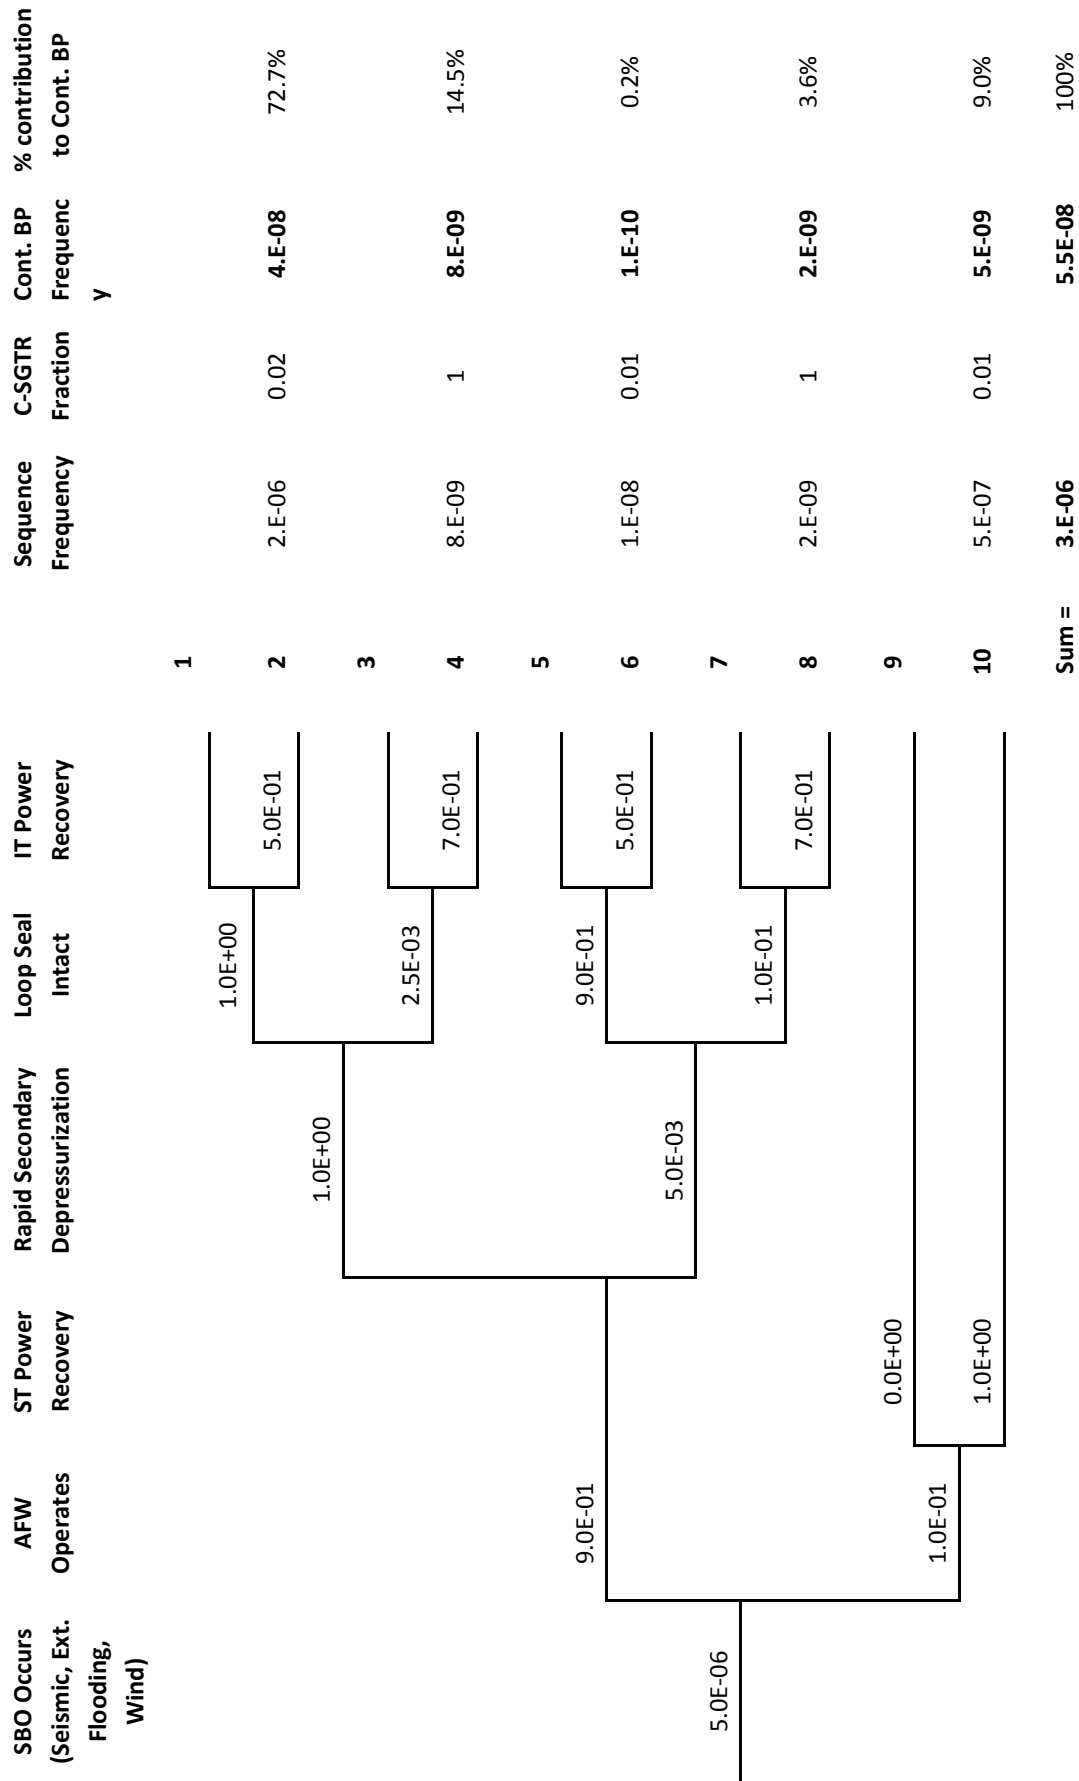 SBO Occurs
(Seismic, Ext.
Flooding,
Wind)
AFW
Operates
ST Power
Recovery
Rapid Secondary
Depressurization
Loop Seal
Intact
IT Power
Recovery
Sequence
Frequency
C-SGTR
Fraction
Cont. BP
Frequenc
y
% contribution
to Cont. BP
1
1.0E+00
5.0E-01
2 2.E-06 0.02 4.E-08 72.7%
1.0E+00
3
2.5E-03
7.0E-01
4 8.E-09 1 8.E-09 14.5%
9.0E-01
5
9.0E-01
5.0E-01
6 1.E-08 0.01 1.E-10 0.2%
5.0E-03
5.0E-06
7
1.0E-01
7.0E-01
8 2.E-09 1 2.E-09 3.6%
0.0E+00
9
1.0E-01
1.0E+00
10 5.E-07 0.01 5.E-09 9.0%
Sum = 3.E-06 5.5E-08 100%